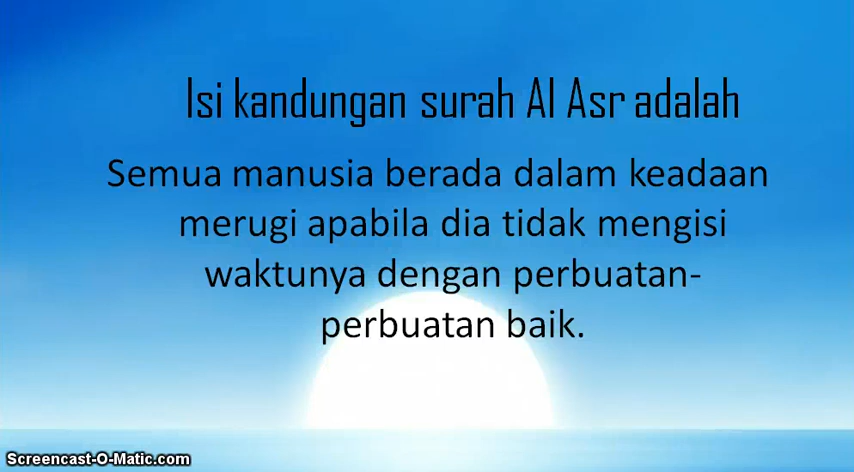 Isi kandungan surah Al Asr adalah
Semua manusia berada dalam keadaan
merugi apabila dia tidak mengisi
waktunya dengan perbuatan-
perbuatan baik.
Screencast-O-Matic.com